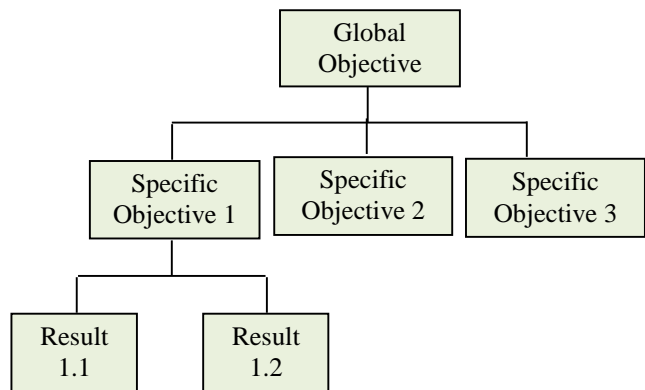 Global
Objective
Specific
Objective 1
Specific
Objective 2
Specific
Objective 3
Result
1.1
Result
1.2